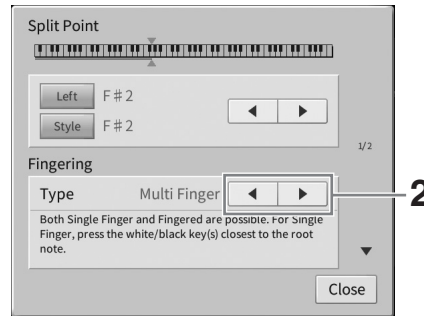 Split Point
Left F♯2
Style F♯2
1/2
Fingering
Type Multi Finger
Both Single Finger and Fingered are possible. For Single
Finger, press the white/black key(s) closest to the root
note.
Close
2